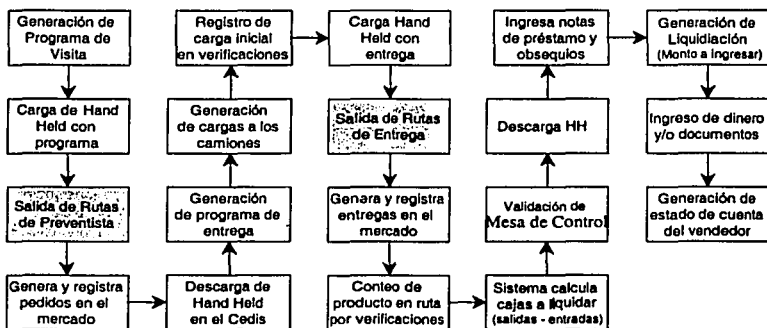 Generación de
Programa de
Visita
Carga de Hand
Held con
programa
Salida de Rutas
de Preventista
Genera y registra
pedidos en el
mercado
Descarga de
Hand Held
en el Cedis
Generación
de programa de
entrega
Generación
de cargas a los
camiones
Registro de
carga inicial
en verificaciones
Carga Hand
Held con
entrega
Salida de Rutas
de Entrega
Genera y registra
entregas en el
mercado
Conteo de
producto en ruta
por verificaciones
Sistema calcula
cajas a liquidar
(salidas - entradas)
Validación de
Mesa de Control
Descarga HH
Ingresa notas
de préstamo y
obsequios
Generación de
Liquidiación
(Monto a ingresar)
Ingreso de dinero
y/o documentos
Generación de
estado de cuenta
del vendedor